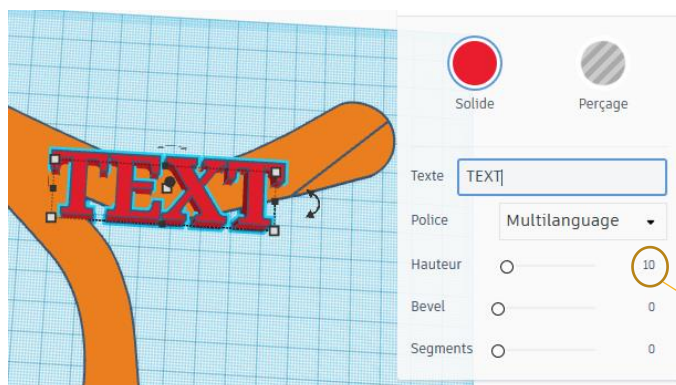 Solide Perçage
TEXT
Texte TEXT
Police Multilanguage
Hauteur 10
Bevel 0
Segments 0